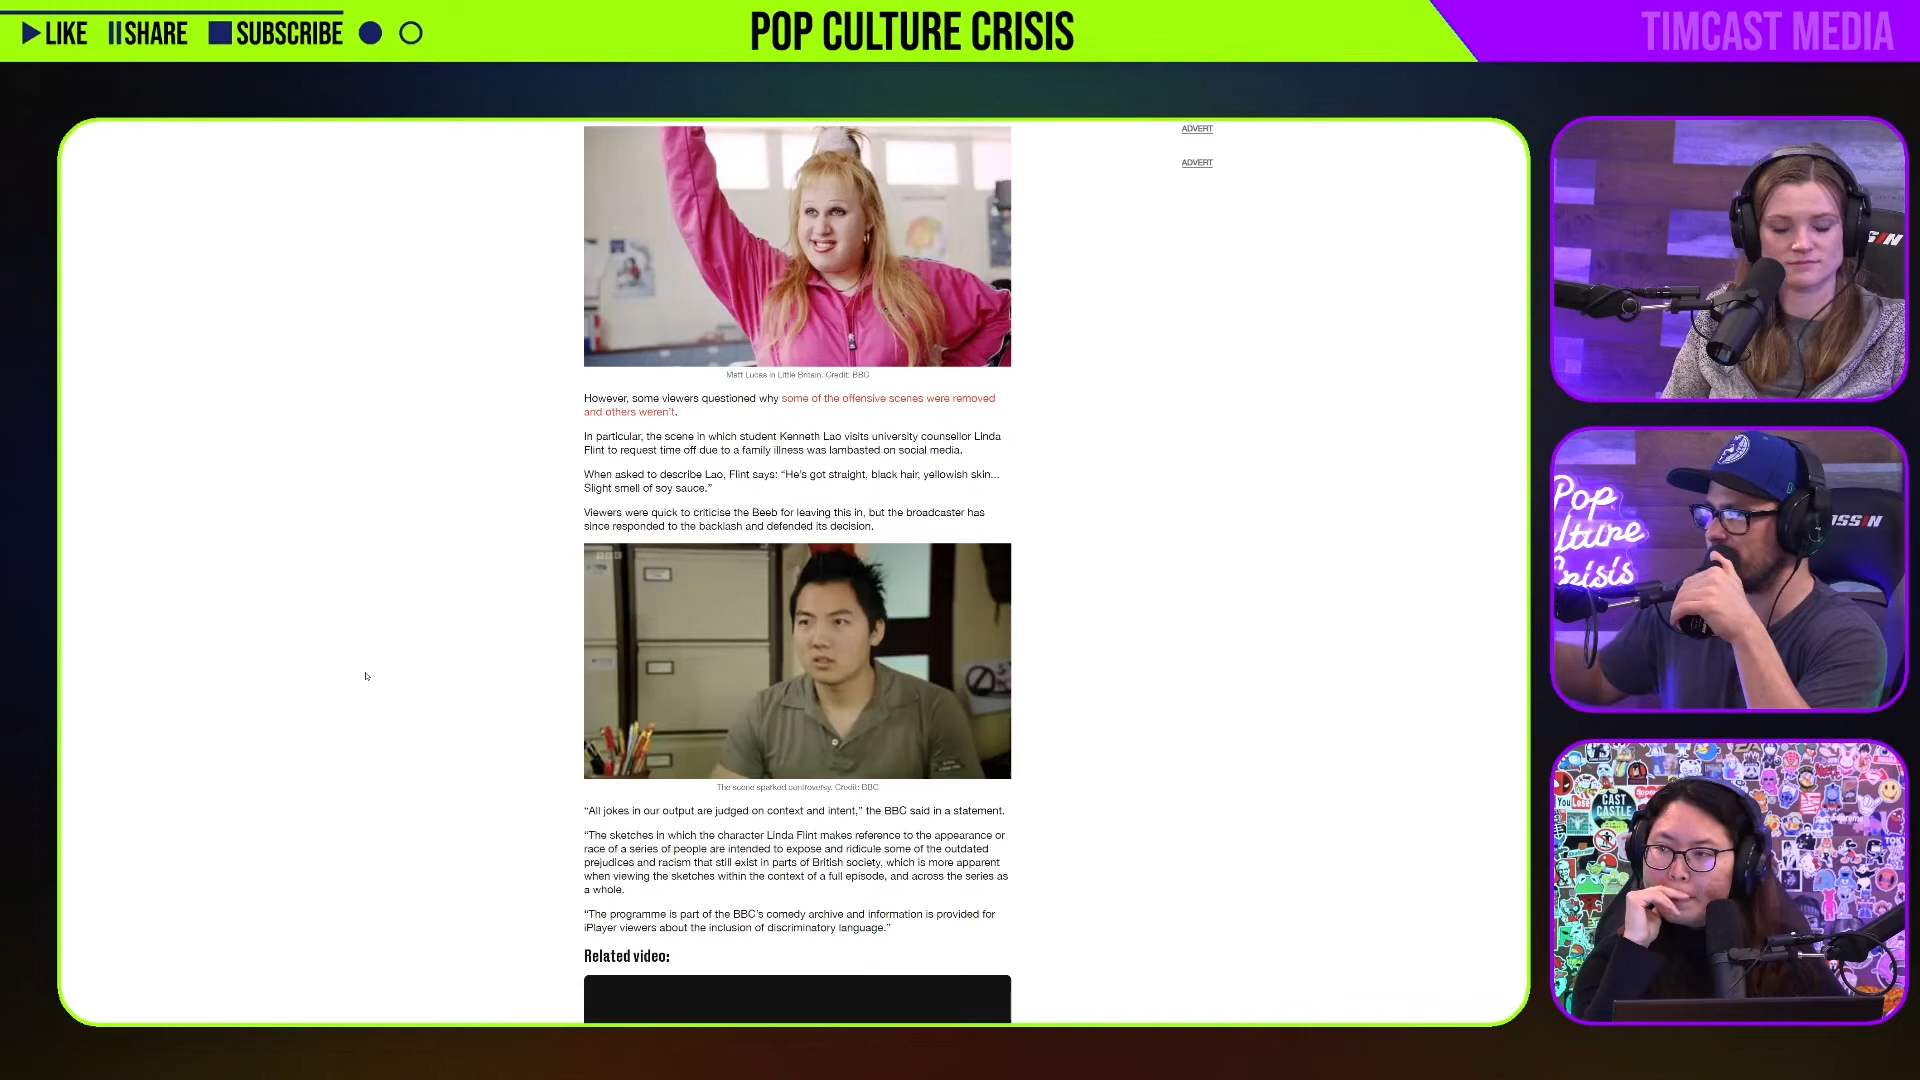 LIKE SHARE SUBSCRIBE
POP CULTURE CRISIS
TIMCAST MEDIA
ADVERT
ADVERT
Matt Lucas in Little Britain. Credit: BBC
However, some viewers questioned why some of the offensive scenes were removed
and others weren't.
In particular, the scene in which student Kenneth Lao visits university counsellor Linda
Flint to request time off due to a family illness was lambasted on social media.
When asked to describe Lao, Flint says: “He's got straight, black hair, yellowish skin...
Slight smell of soy sauce.”
Viewers were quick to criticise the Beeb for leaving this in, but the broadcaster has
since responded to the backlash and defended its decision.
BBC
The scene sparked controversy. Credit: BBC
“All jokes in our output are judged on context and intent,” the BBC said in a statement.
“The sketches in which the character Linda Flint makes reference to the appearance or
race of a series of people are intended to expose and ridicule some of the outdated
prejudices and racism that still exist in parts of British society, which is more apparent
when viewing the sketches within the context of a full episode, and across the series as
a whole.
“The programme is part of the BBC's comedy archive and information is provided for
iPlayer viewers about the inclusion of discriminatory language.”
Related video:
Pop
lture
Crisis
SSIN
You Lose
CAST
CASTLE
Supreme